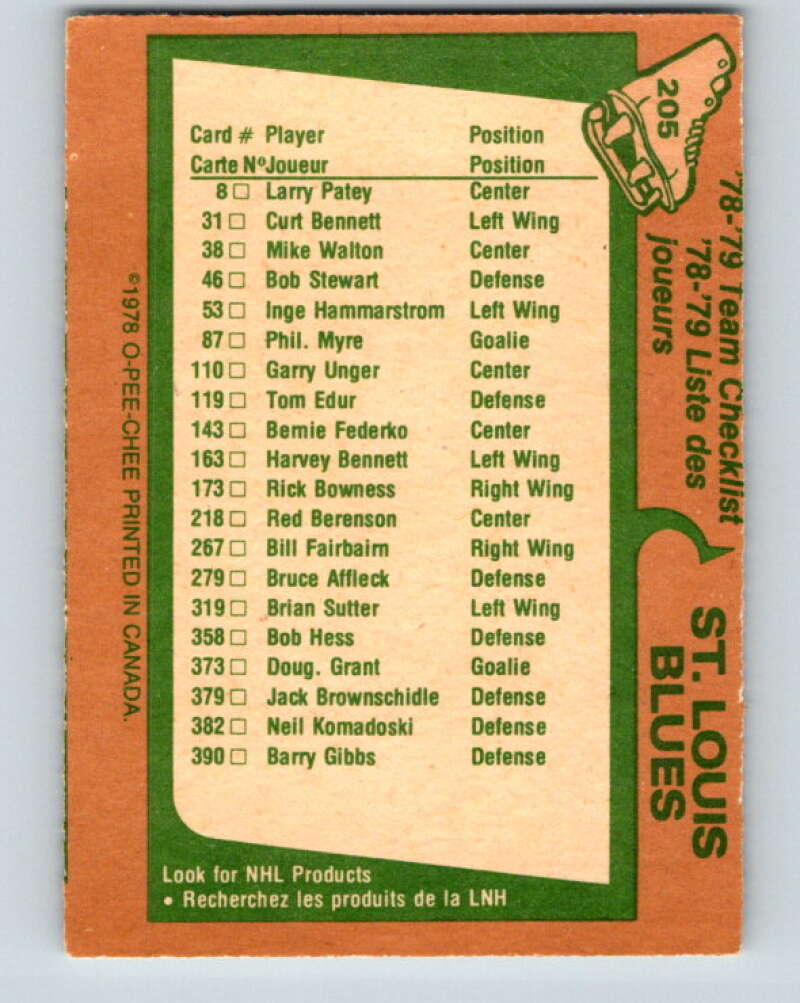 205
'78-'79 Team Checklist
'78-'79 Liste des
joueurs
ST. LOUIS
BLUES
Card # Player Position
Carte Nº Joueur Position
8 □ Larry Patey Center
31 □ Curt Bennett Left Wing
38 □ Mike Walton Center
46 □ Bob Stewart Defense
53 □ Inge Hammarstrom Left Wing
87 □ Phil. Myre Goalie
110 □ Garry Unger Center
119 □ Tom Edur Defense
143 □ Bernie Federko Center
163 □ Harvey Bennett Left Wing
173 □ Rick Bowness Right Wing
218 □ Red Berenson Center
267 □ Bill Fairbairn Right Wing
279 □ Bruce Affleck Defense
319 □ Brian Sutter Left Wing
358 □ Bob Hess Defense
373 □ Doug. Grant Goalie
379 □ Jack Brownschidle Defense
382 □ Neil Komadoski Defense
390 □ Barry Gibbs Defense
Look for NHL Products
• Recherchez les produits de la LNH
©1978 O-PEE-CHEE PRINTED IN CANADA.